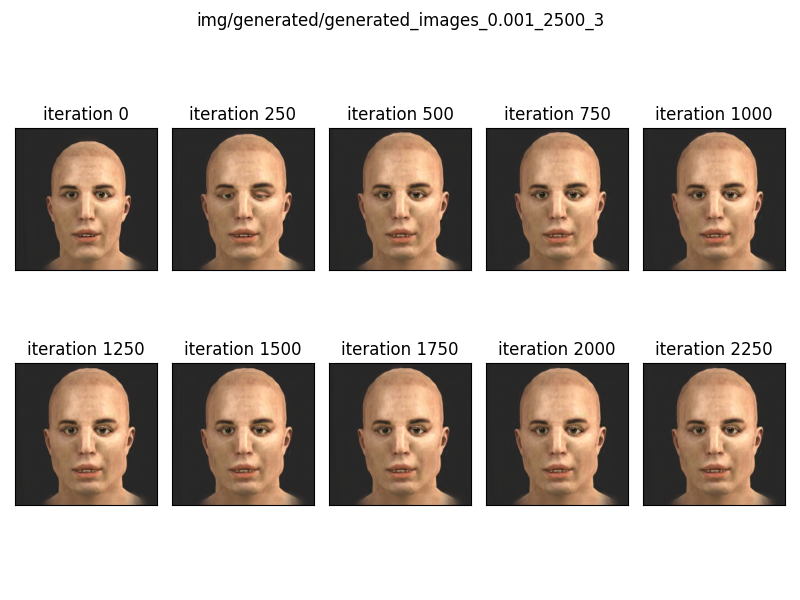 img/generated/generated_images_0.001_2500_3
iteration 0
iteration 250
iteration 500
iteration 750
iteration 1000
iteration 1250
iteration 1500
iteration 1750
iteration 2000
iteration 2250